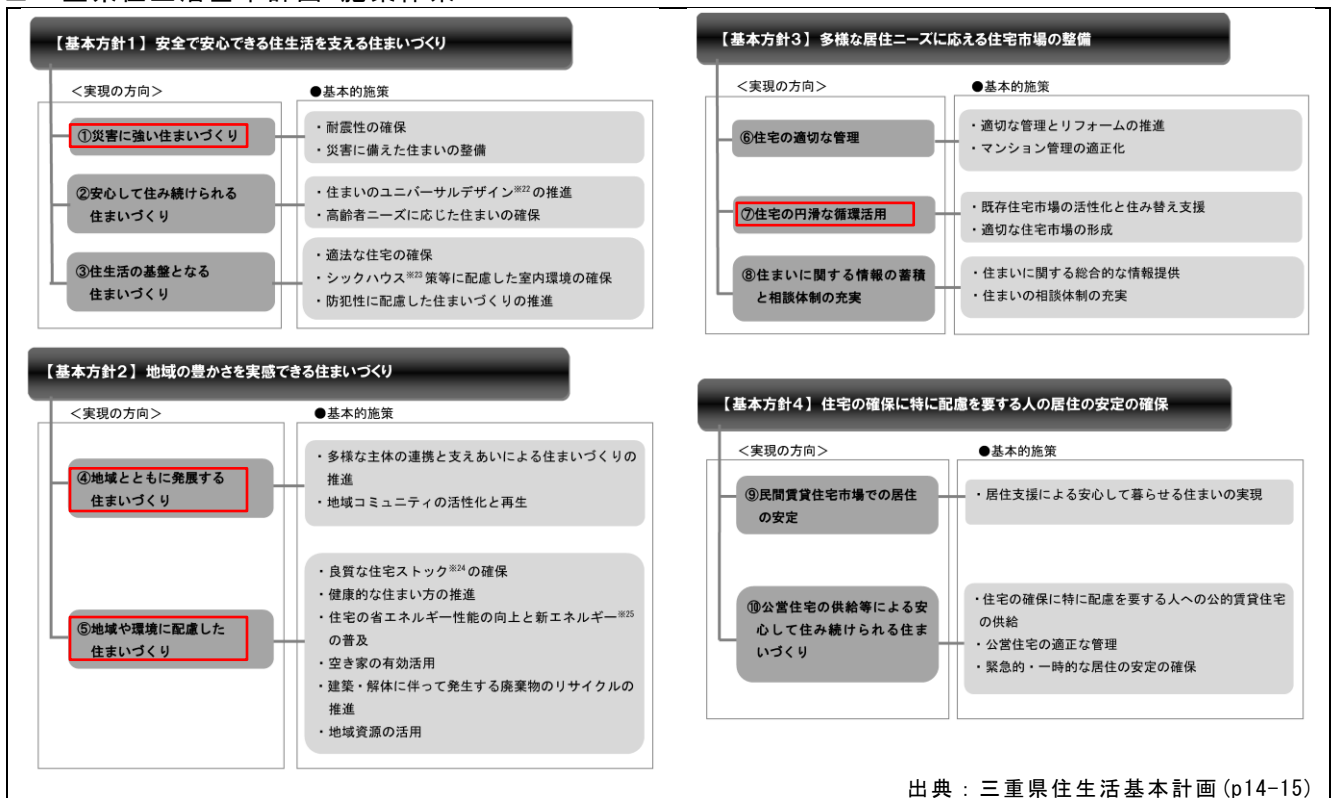 【基本方針1】安全で安心できる住生活を支える住まいづくり
<実現の方向>
●基本的施策
①災害に強い住まいづくり
・耐震性の確保
・災害に備えた住まいの整備
②安心して住み続けられる
住まいづくり
・住まいのユニバーサルデザイン※22の推進
・高齢者ニーズに応じた住まいの確保
③住生活の基盤となる
住まいづくり
・適法な住宅の確保
・シックハウス※23策等に配慮した室内環境の確保
・防犯性に配慮した住まいづくりの推進
【基本方針2】地域の豊かさを実感できる住まいづくり
<実現の方向>
●基本的施策
④地域とともに発展する
住まいづくり
・多様な主体の連携と支えあいによる住まいづくりの
推進
・地域コミュニティの活性化と再生
⑤地域や環境に配慮した
住まいづくり
・良質な住宅ストック※24の確保
・健康的な住まい方の推進
・住宅の省エネルギー性能の向上と新エネルギー※25
の普及
・空き家の有効活用
・建築・解体に伴って発生する廃棄物のリサイクルの
推進
・地域資源の活用
【基本方針3】多様な居住ニーズに応える住宅市場の整備
<実現の方向>
●基本的施策
⑥住宅の適切な管理
・適切な管理とリフォームの推進
・マンション管理の適正化
⑦住宅の円滑な循環活用
・既存住宅市場の活性化と住み替え支援
・適切な住宅市場の形成
⑧住まいに関する情報の蓄積
と相談体制の充実
・住まいに関する総合的な情報提供
・住まいの相談体制の充実
【基本方針4】住宅の確保に特に配慮を要する人の居住の安定の確保
<実現の方向>
●基本的施策
⑨民間賃貸住宅市場での居住
の安定
・居住支援による安心して暮らせる住まいの実現
⑩公営住宅の供給等による安
心して住み続けられる住ま
いづくり
・住宅の確保に特に配慮を要する人への公的賃貸住宅
の供給
・公営住宅の適正な管理
・緊急的・一時的な居住の安定の確保
出典：三重県住生活基本計画(p14-15)